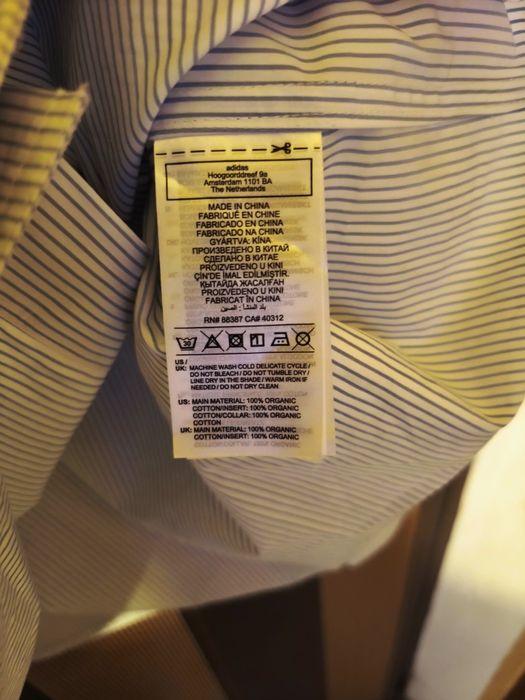 adidas
Hoogoorddreef 9a
Amsterdam 1101 BA
The Netherlands
MADE IN CHINA
FABRIQUÉ EN CHINE
FABRICADO EN CHINA
FABRICADO NA CHINA
GYÁRTVA: KÍNA
ПРОИЗВЕДЕНО В КИТАЙ
СДЕЛАНО В КИТАЕ
PROIZVEDENO U KINI
ÇİN'DE İMAL EDİLMİŞTİR.
ҚЫТАЙДА ЖАСАЛҒАН
PROIZVEDENO U KINI
FABRICAT ÎN CHINA
بلد المنشأ : الصين
RN# 88387 CA# 40312
30
US /
UK: MACHINE WASH COLD DELICATE CYCLE /
DO NOT BLEACH / DO NOT TUMBLE DRY /
LINE DRY IN THE SHADE / WARM IRON IF
NEEDED / DO NOT DRY CLEAN
US: MAIN MATERIAL: 100% ORGANIC
COTTON/INSERT: 100% ORGANIC
COTTON/COLLAR: 100% ORGANIC
COTTON
UK: MAIN MATERIAL: 100% ORGANIC
COTTON/INSERT: 100% ORGANIC